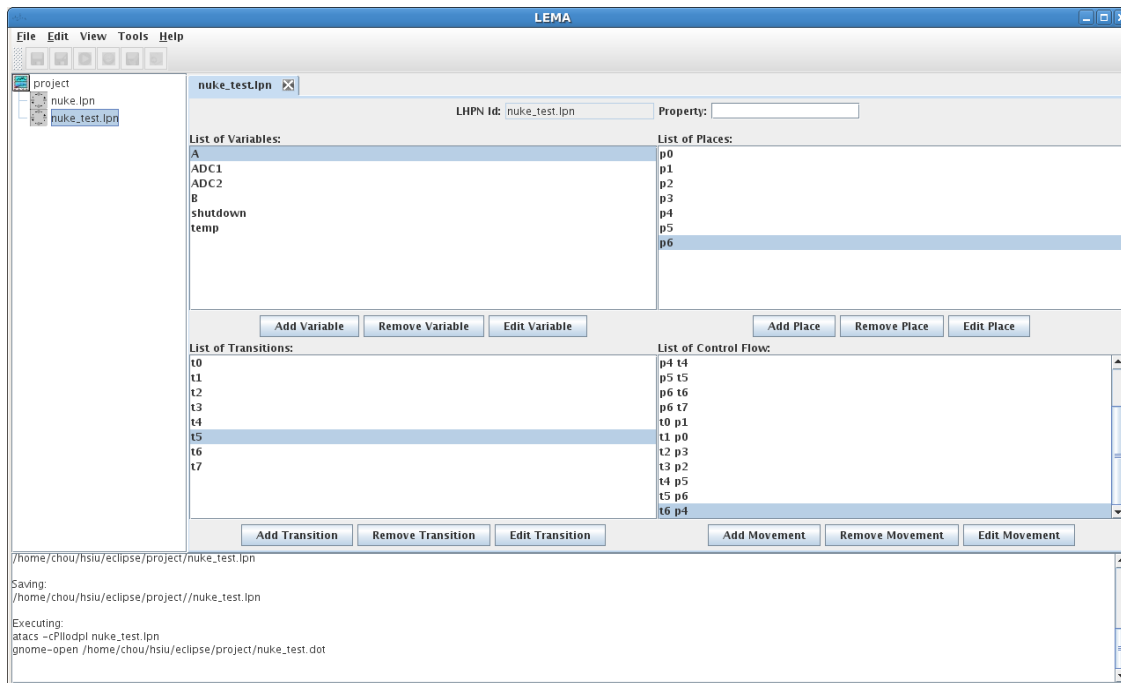 LEMA
File Edit View Tools Help
project
nuke.lpn
nuke_test.lpn
nuke_test.lpn
LHPN Id: nuke_test.lpn Property:
List of Variables:
A
ADC1
ADC2
B
shutdown
temp
Add Variable Remove Variable Edit Variable
List of Places:
p0
p1
p2
p3
p4
p5
p6
Add Place Remove Place Edit Place
List of Transitions:
t0
t1
t2
t3
t4
t5
t6
t7
Add Transition Remove Transition Edit Transition
List of Control Flow:
p4 t4
p5 t5
p6 t6
p6 t7
t0 p1
t1 p0
t2 p3
t3 p2
t4 p5
t5 p6
t6 p4
Add Movement Remove Movement Edit Movement
/home/chou/hsiu/eclipse/project/nuke_test.lpn
Saving:
/home/chou/hsiu/eclipse/project//nuke_test.lpn
Executing:
atacs -cPllodpl nuke_test.lpn
gnome-open /home/chou/hsiu/eclipse/project/nuke_test.dot